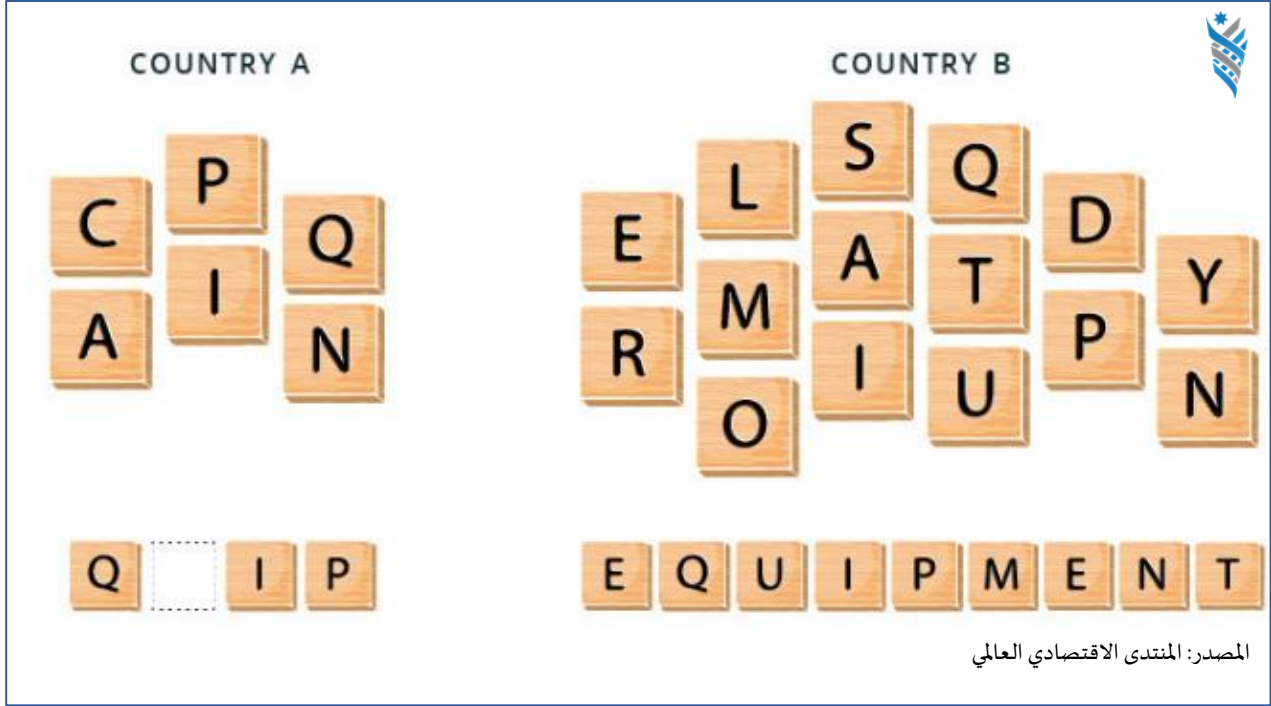 COUNTRY A
C P Q
A I N
Q I P
COUNTRY B
E L S Q D Y
R M A T P N
O I U
E Q U I P M E N T
المصدر: المنتدى الاقتصادي العالمي